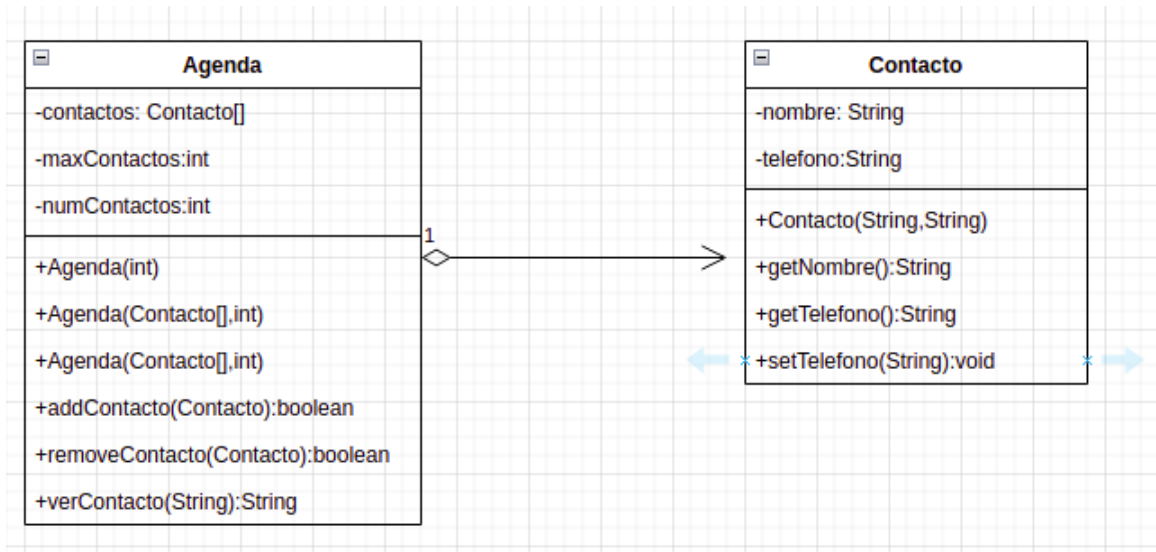 Agenda
-contactos: Contacto[]
-maxContactos:int
-numContactos:int
+Agenda(int)
+Agenda(Contacto[],int)
+Agenda(Contacto[],int)
+addContacto(Contacto):boolean
+removeContacto(Contacto):boolean
+verContacto(String):String
1
Contacto
-nombre: String
-telefono:String
+Contacto(String,String)
+getNombre():String
+getTelefono():String
+setTelefono(String):void